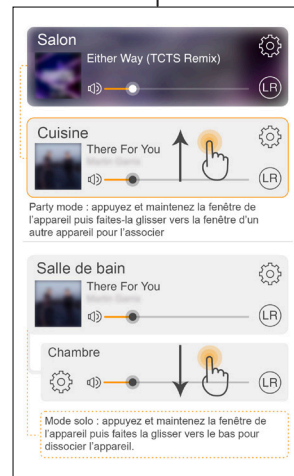 Salon
Either Way (TCTS Remix)
LR
Cuisine
There For You
LR
Party mode : appuyez et maintenez la fenêtre de
l'appareil puis faites-la glisser vers la fenêtre d'un
autre appareil pour l'associer
Salle de bain
There For You
LR
Chambre
LR
Mode solo : appuyez et maintenez la fenêtre de
l'appareil puis faites la glisser vers le bas pour
dissocier l'appareil.